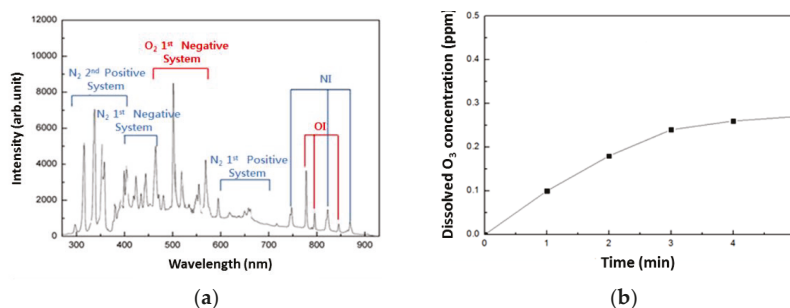 12000
10000
8000
6000
4000
2000
0
Intensity (arb.unit)
O2 1st Negative
System
N2 2nd Positive
System
N2 1st Negative
System
N2 1st Positive
System
NI
OI
300 400 500 600 700 800 900
Wavelength (nm)
(a)
0.5
0.4
0.3
0.2
0.1
0.0
Dissolved O3 concentration (ppm)
0 1 2 3 4
Time (min)
(b)